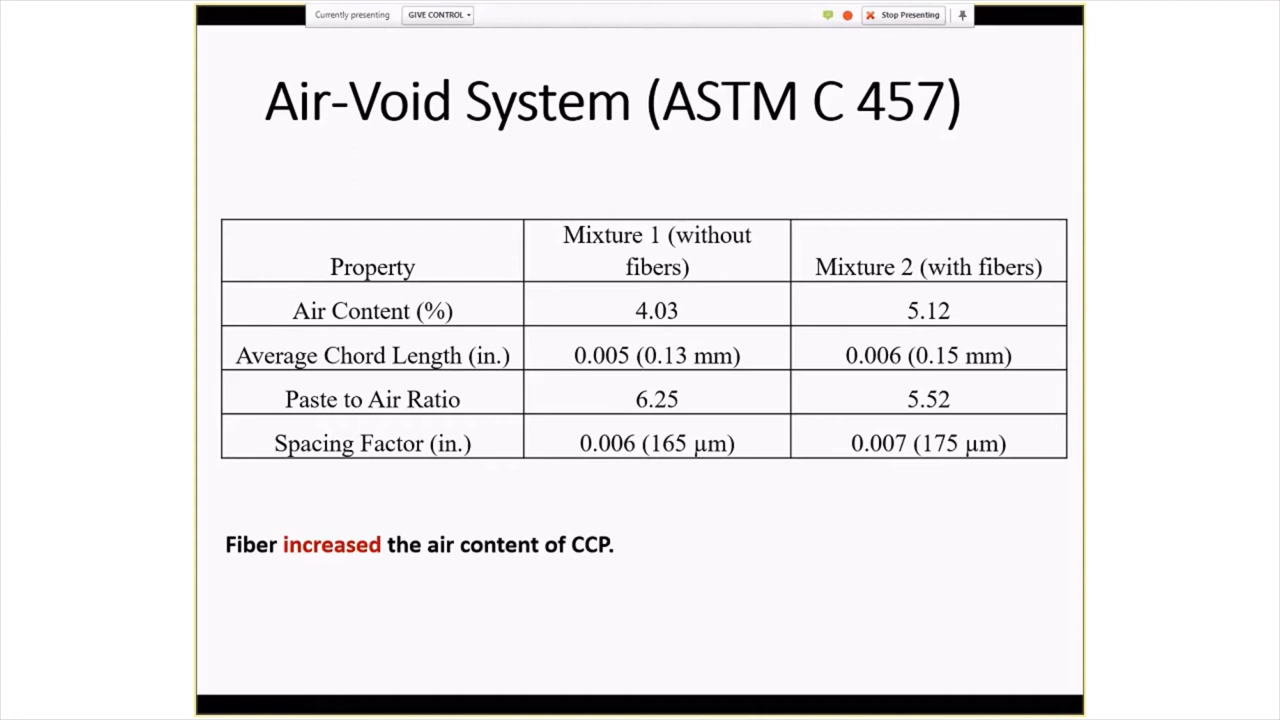 Currently presenting GIVE CONTROL Stop Presenting
Air-Void System (ASTM C 457)
Property Mixture 1 (without fibers) Mixture 2 (with fibers)
Air Content (%) 4.03 5.12
Average Chord Length (in.) 0.005 (0.13 mm) 0.006 (0.15 mm)
Paste to Air Ratio 6.25 5.52
Spacing Factor (in.) 0.006 (165 µm) 0.007 (175 µm)
Fiber increased the air content of CCP.